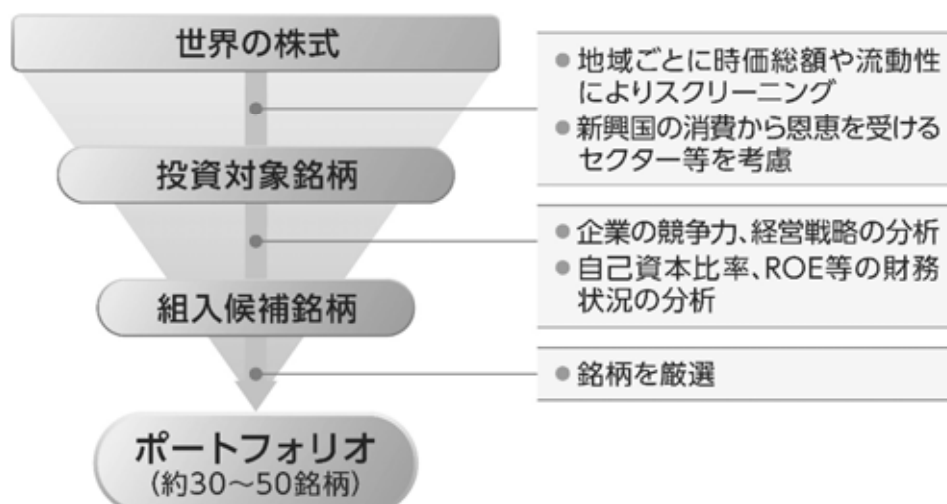 世界の株式
● 地域ごとに時価総額や流動性
によりスクリーニング
● 新興国の消費から恩恵を受ける
セクター等を考慮
投資対象銘柄
● 企業の競争力、経営戦略の分析
● 自己資本比率、ROE等の財務
状況の分析
組入候補銘柄
● 銘柄を厳選
ポートフォリオ
(約30〜50銘柄)